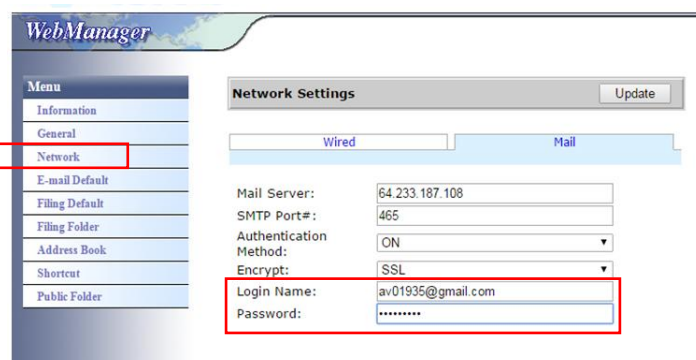 WebManager
Menu
Information
General
Network
E-mail Default
Filing Default
Filing Folder
Address Book
Shortcut
Public Folder
Network Settings
Update
Wired
Mail
Mail Server: 64.233.187.108
SMTP Port#: 465
Authentication
Method: ON
Encrypt: SSL
Login Name: av01935@gmail.com
Password: •••••••••